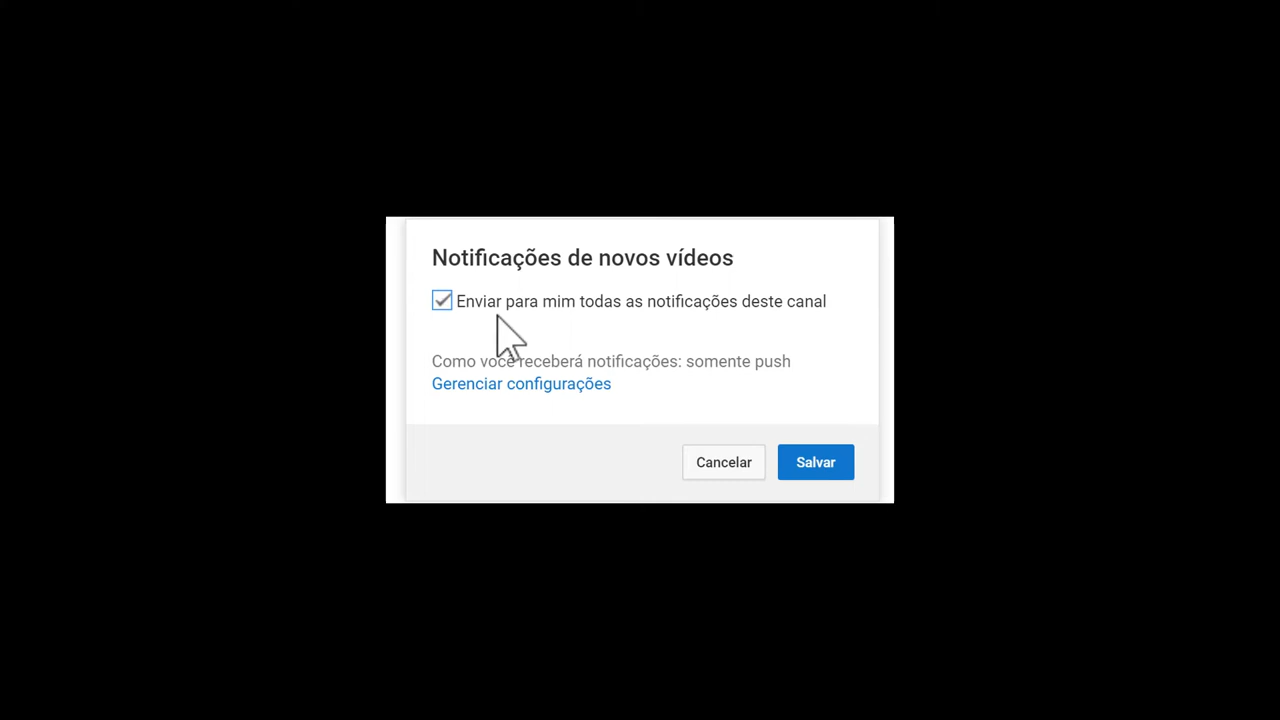 Notificações de novos vídeos
Enviar para mim todas as notificações deste canal
Como você receberá notificações: somente push
Gerenciar configurações
Cancelar Salvar